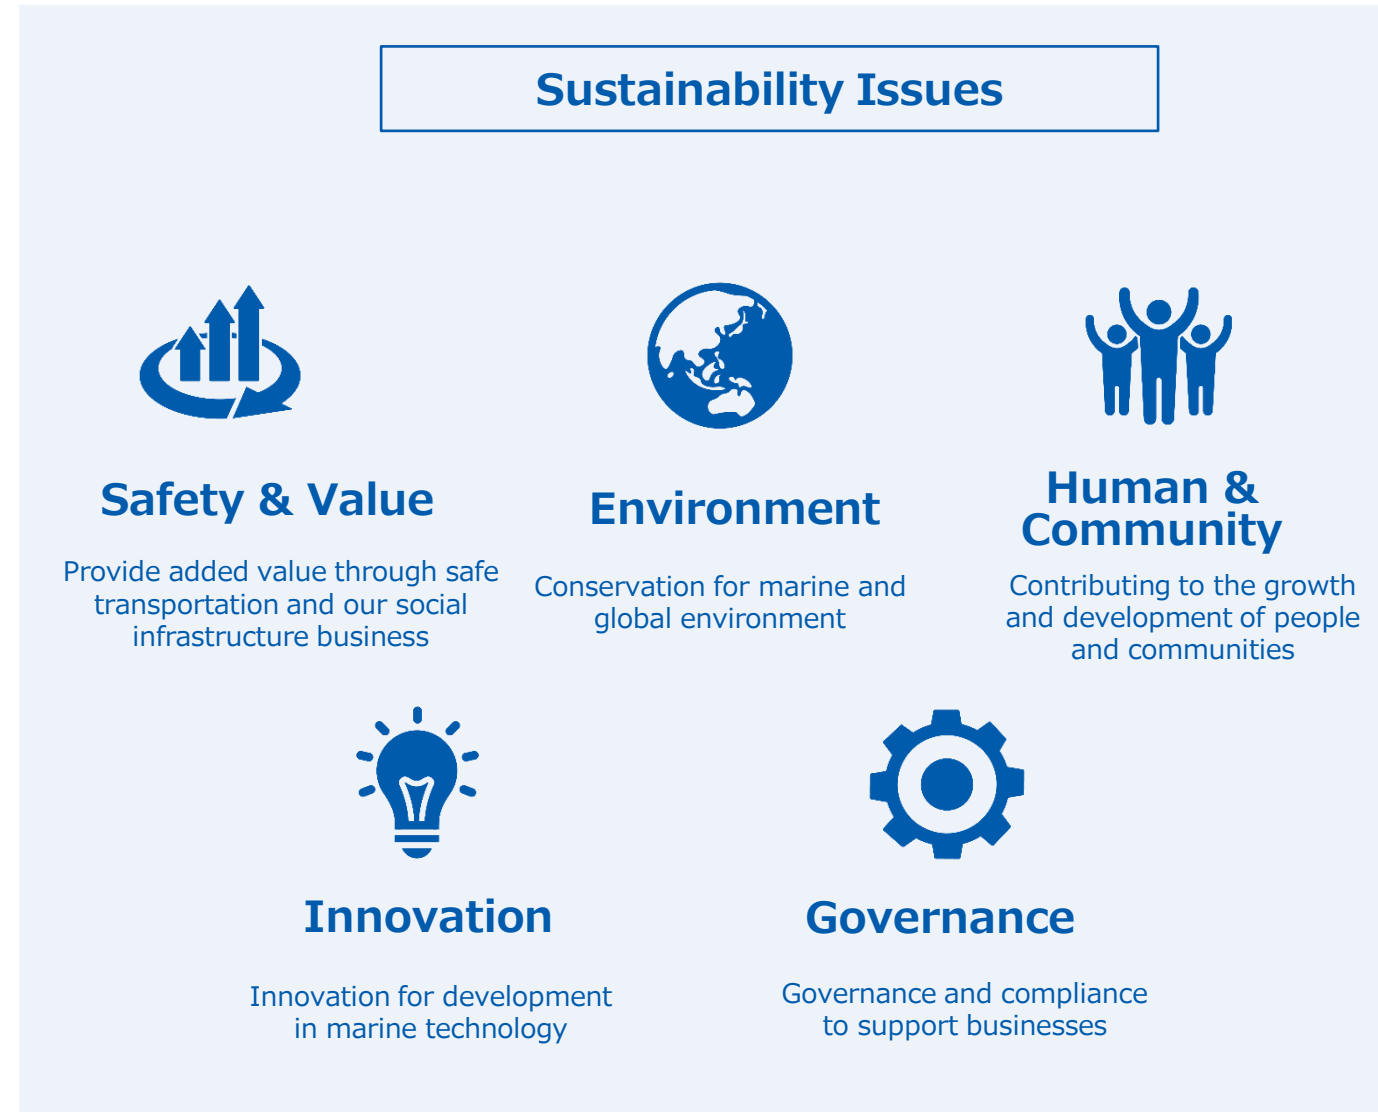 Sustainability Issues
Safety & Value
Provide added value through safe
transportation and our social
infrastructure business
Environment
Conservation for marine and
global environment
Human &
Community
Contributing to the growth
and development of people
and communities
Innovation
Innovation for development
in marine technology
Governance
Governance and compliance
to support businesses